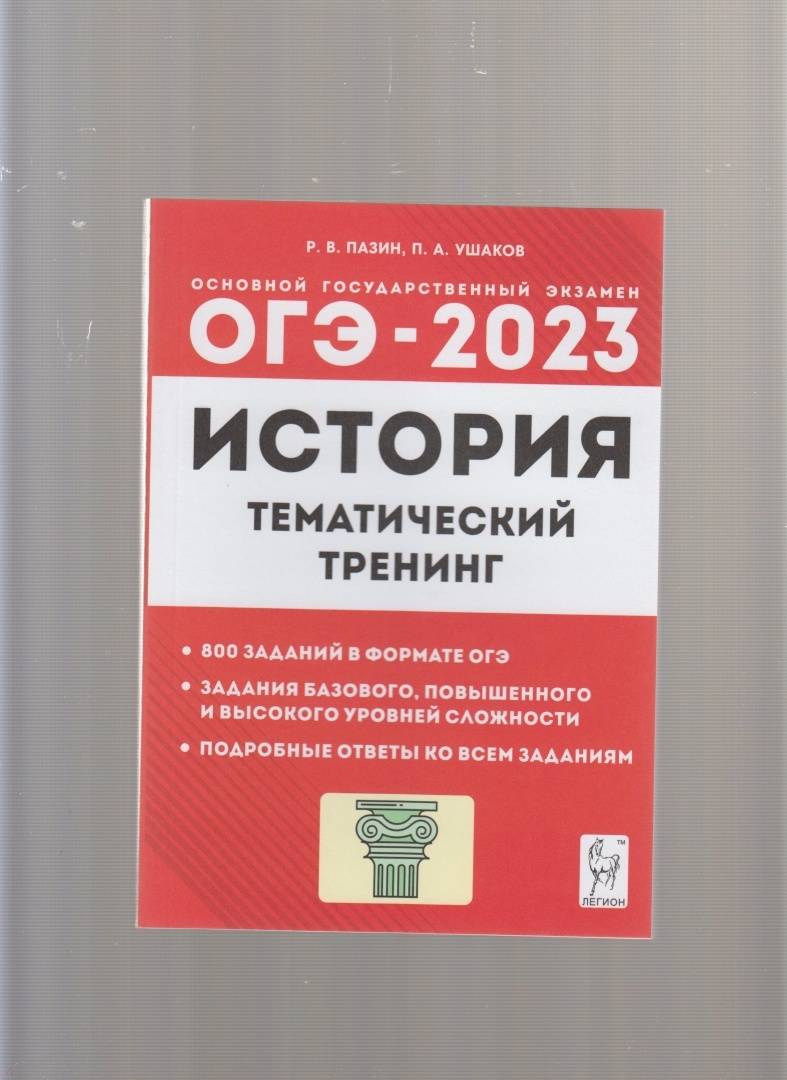 Р. В. ПАЗИН, П. А. УШАКОВ
ОСНОВНОЙ ГОСУДАРСТВЕННЫЙ ЭКЗАМЕН
ОГЭ - 2023
ИСТОРИЯ
ТЕМАТИЧЕСКИЙ
ТРЕНИНГ
• 800 ЗАДАНИЙ В ФОРМАТЕ ОГЭ
• ЗАДАНИЯ БАЗОВОГО, ПОВЫШЕННОГО
И ВЫСОКОГО УРОВНЕЙ СЛОЖНОСТИ
• ПОДРОБНЫЕ ОТВЕТЫ КО ВСЕМ ЗАДАНИЯМ
TM
ЛЕГИОН